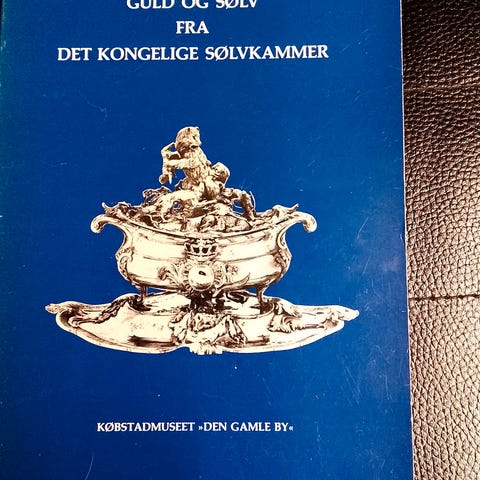 GULD OG SØLV
FRA
DET KONGELIGE SØLVKAMMER
KØBSTADMUSEET »DEN GAMLE BY«